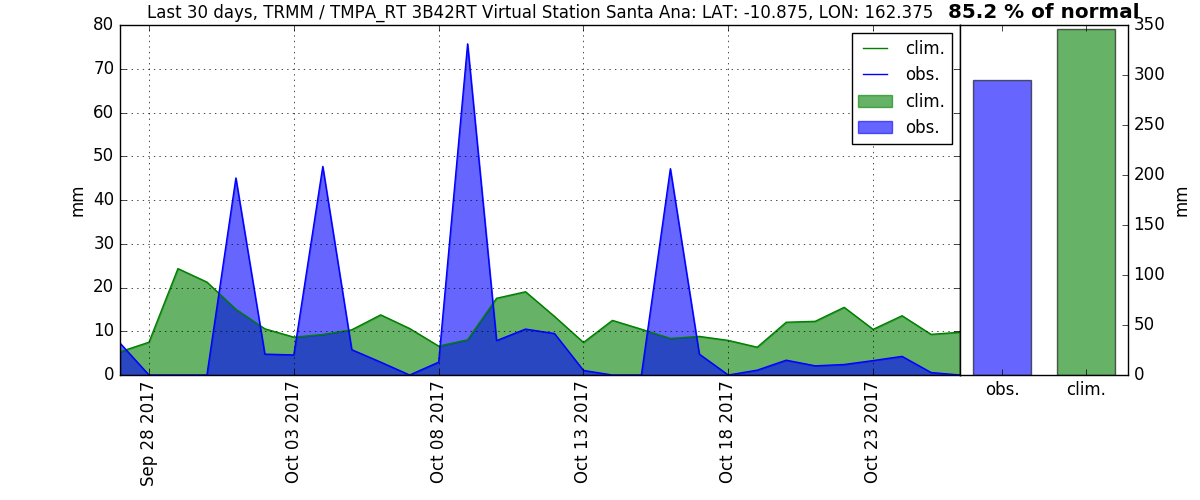 Last 30 days, TRMM / TMPA_RT 3B42RT Virtual Station Santa Ana: LAT: -10.875, LON: 162.375 85.2 % of normal
80
70
60
50
40
30
20
10
0
mm
clim.
obs.
clim.
obs.
Sep 28 2017
Oct 03 2017
Oct 08 2017
Oct 13 2017
Oct 18 2017
Oct 23 2017
350
300
250
200
150
100
50
0
mm
obs. clim.